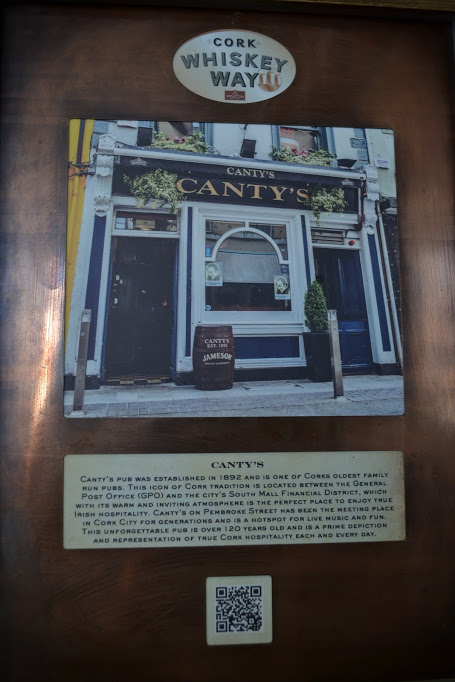 CORK
WHISKEY
WAY
CANTY'S
CANTY'S
CANTY'S
EST. 1892
JAMESON
CANTY'S
Canty's pub was established in 1892 and is one of Corks oldest family
run pubs. This icon of Cork tradition is located between the General
Post Office (GPO) and the city's South Mall Financial District, which
with its warm and inviting atmosphere is the perfect place to enjoy true
Irish hospitality. Canty's on Pembroke Street has been the meeting place
in Cork City for generations and is a hotspot for live music and fun.
This unforgettable pub is over 120 years old and is a prime depiction
and representation of true Cork hospitality each and every day.